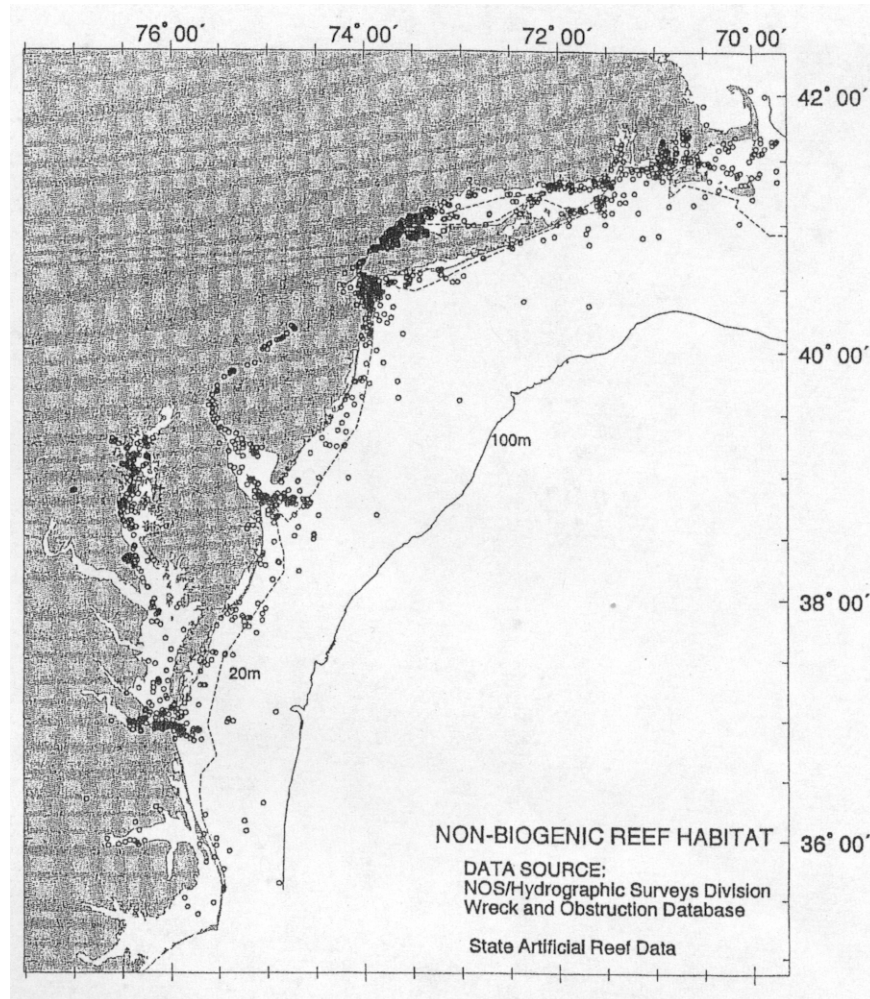 76° 00' 74° 00' 72° 00' 70° 00'
42° 00'
40° 00'
100m
38° 00'
20m
36° 00'
NON-BIOGENIC REEF HABITAT
DATA SOURCE:
NOS/Hydrographic Surveys Division
Wreck and Obstruction Database
State Artificial Reef Data